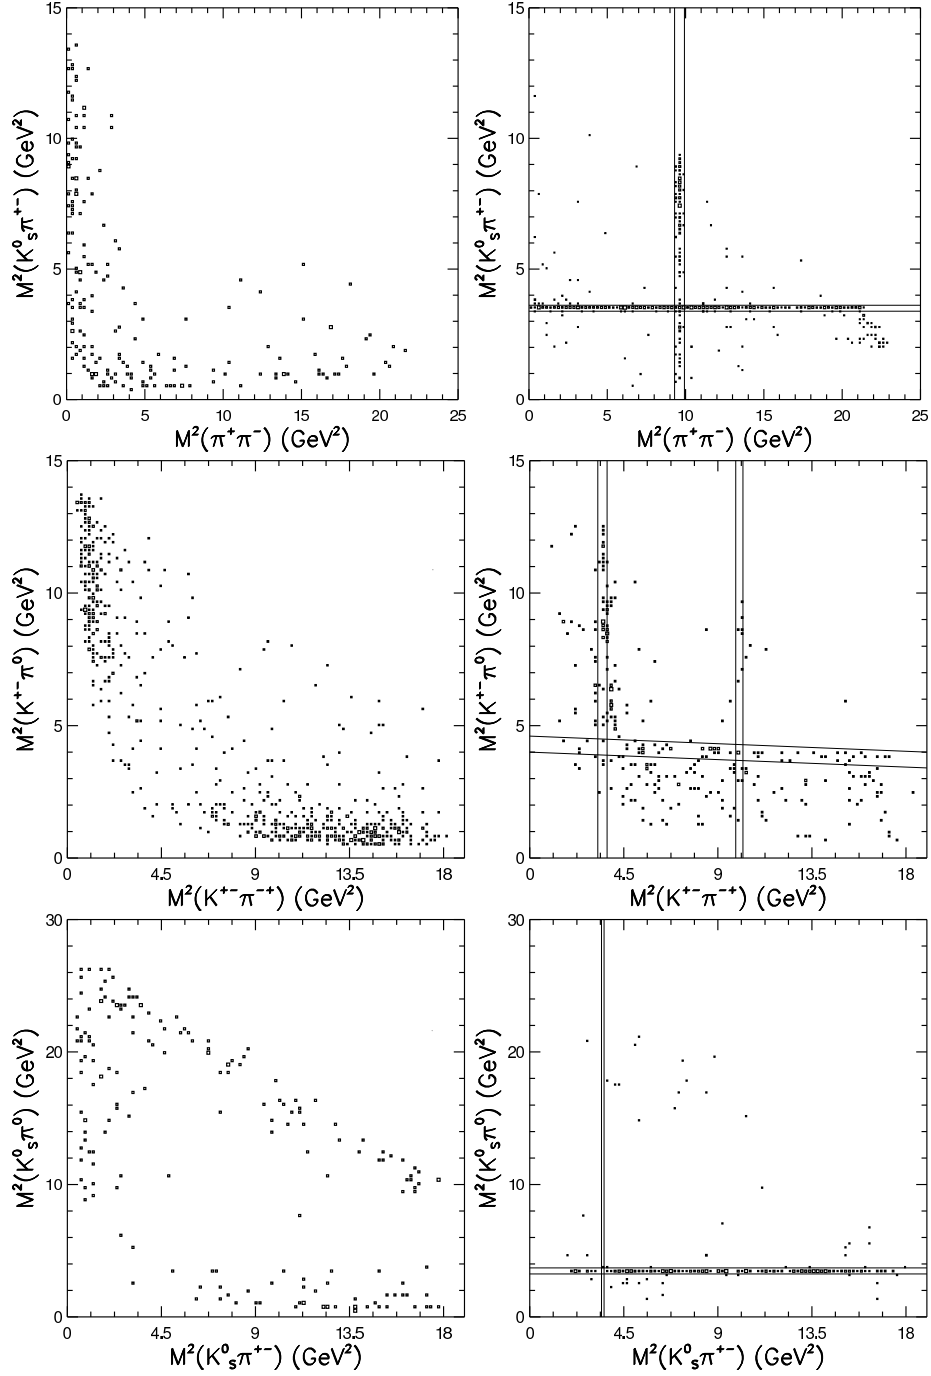 15
10
5
0
M²(K⁰ₛπ⁺⁻) (GeV²)
0 5 10 15 20 25
M²(π⁺π⁻) (GeV²)
15
10
5
0
M²(K⁰ₛπ⁺⁻) (GeV²)
0 5 10 15 20 25
M²(π⁺π⁻) (GeV²)
15
10
5
0
M²(K⁺⁻π⁰) (GeV²)
0 4.5 9 13.5 18
M²(K⁺⁻π⁻⁺) (GeV²)
15
10
5
0
M²(K⁺⁻π⁰) (GeV²)
0 4.5 9 13.5 18
M²(K⁺⁻π⁻⁺) (GeV²)
30
20
10
0
M²(K⁰ₛπ⁰) (GeV²)
0 4.5 9 13.5 18
M²(K⁰ₛπ⁺⁻) (GeV²)
30
20
10
0
M²(K⁰ₛπ⁰) (GeV²)
0 4.5 9 13.5 18
M²(K⁰ₛπ⁺⁻) (GeV²)